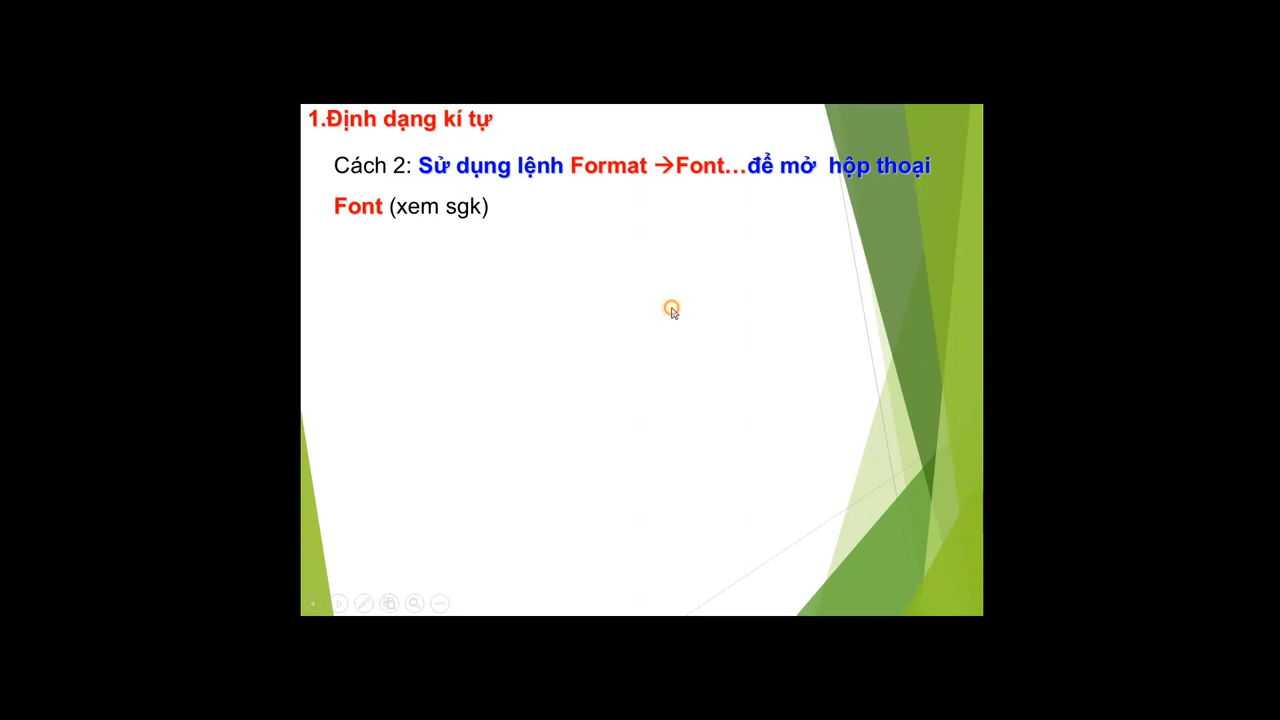 1.Định dạng kí tự
Cách 2: Sử dụng lệnh Format →Font…để mở  hộp thoại
Font (xem sgk)